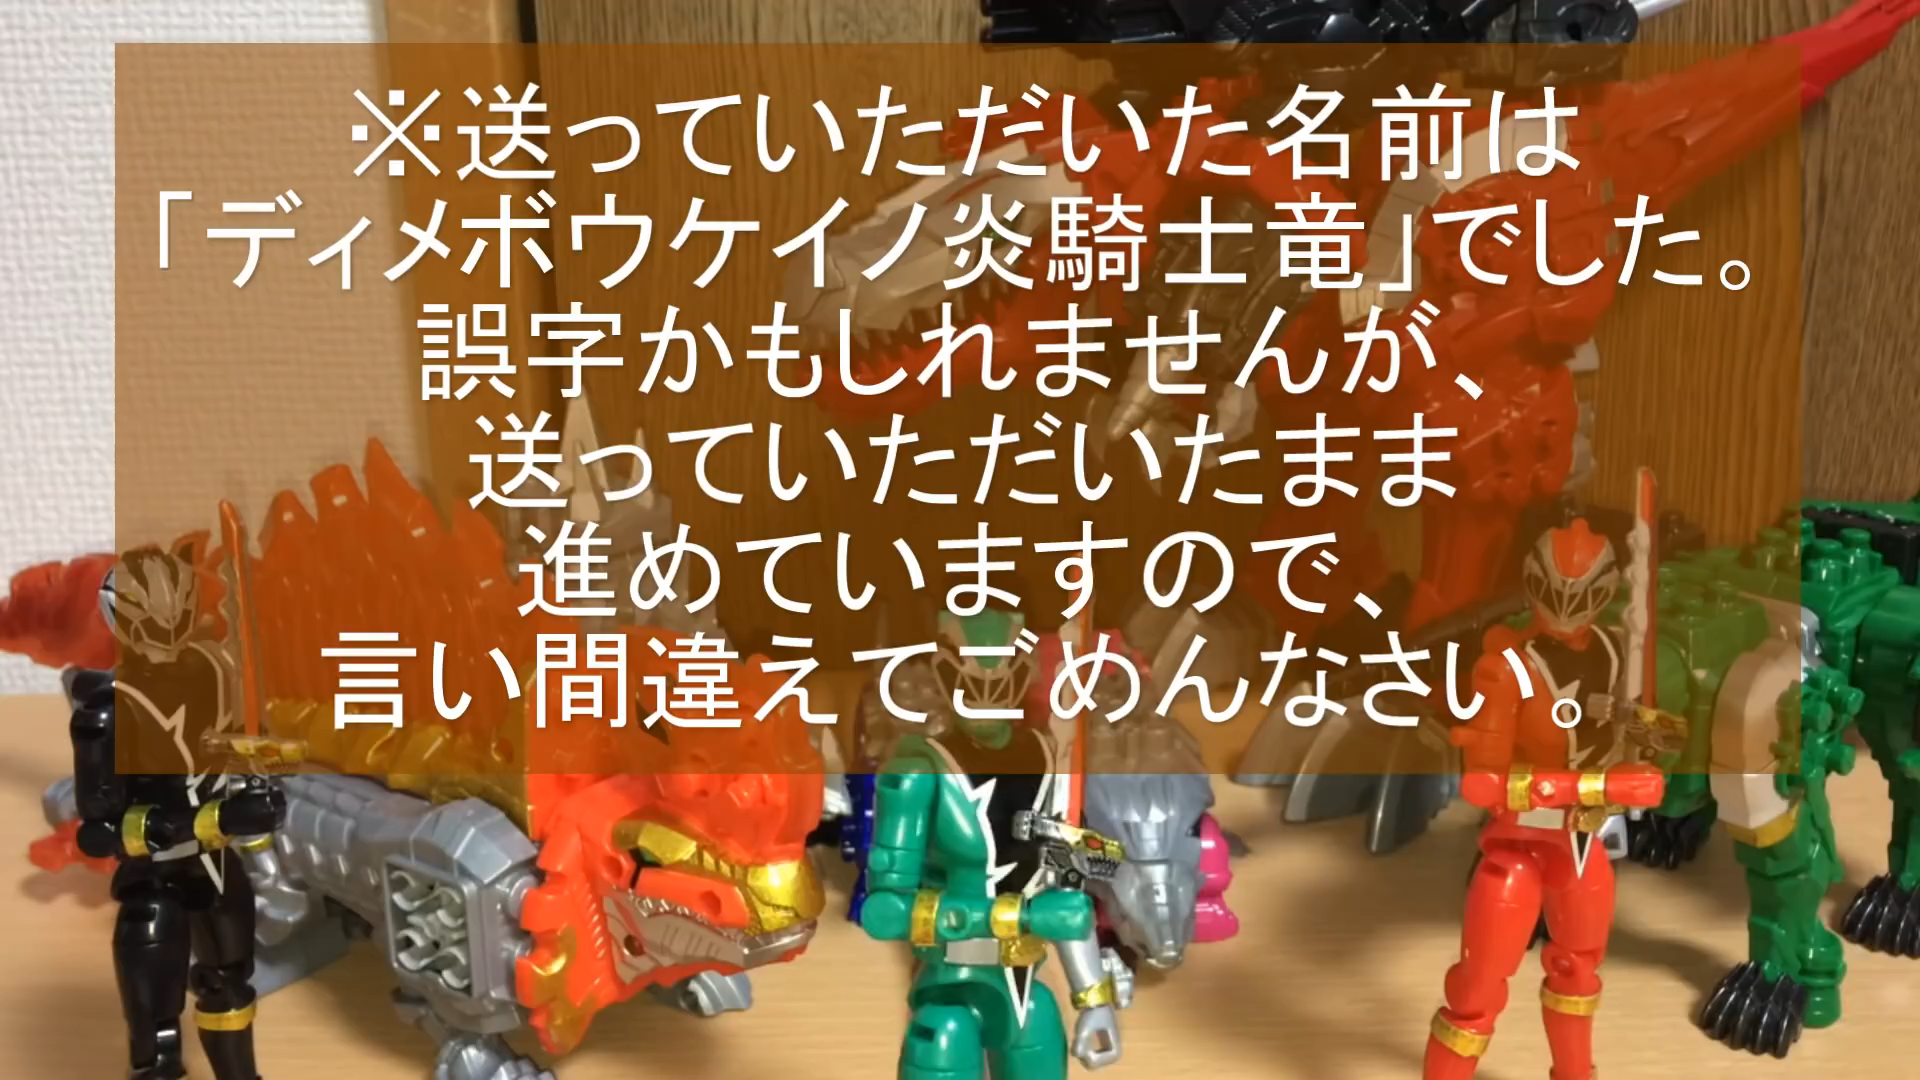 ※送っていただいた名前は
「ディメボウケイノ炎騎士竜」でした。
誤字かもしれませんが、
送っていただいたまま
進めていますので、
言い間違えてごめんなさい。